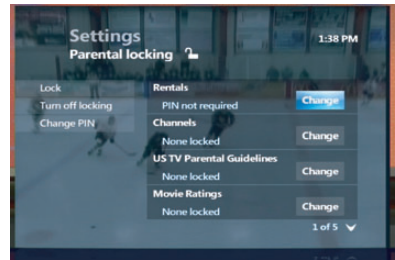 Settings
1:38 PM
Parental locking
Lock
Turn off locking
Change PIN
Rentals
PIN not required
Change
Channels
None locked
Change
US TV Parental Guidelines
None locked
Change
Movie Ratings
None locked
Change
1 of 5